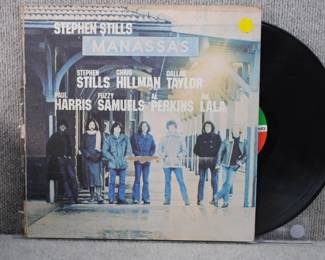 STEPHEN STILLS
MANASSAS
STEPHEN STILLS
CHRIS HILLMAN
DALLAS TAYLOR
PAUL HARRIS
FUZZY SAMUELS
AL PERKINS
JOE LALA